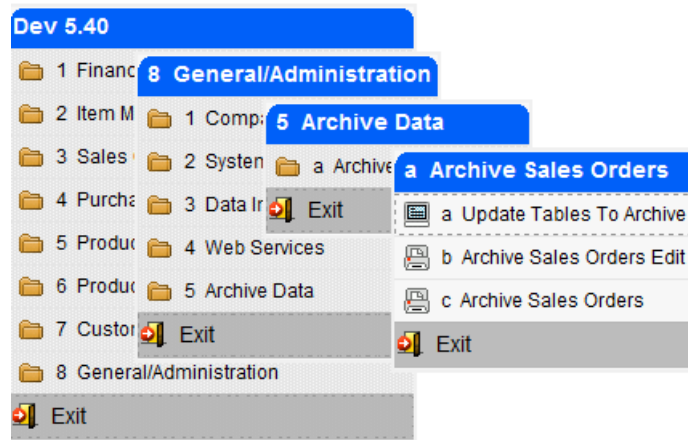 Dev 5.40
1 Financ
2 Item M
3 Sales
4 Purcha
5 Produc
6 Produc
7 Custor
8 General/Administration
Exit
8 General/Administration
1 Comp
2 System
3 Data Ir
4 Web Services
5 Archive Data
Exit
5 Archive Data
a Archive
Exit
a Archive Sales Orders
a Update Tables To Archive
b Archive Sales Orders Edit
c Archive Sales Orders
Exit